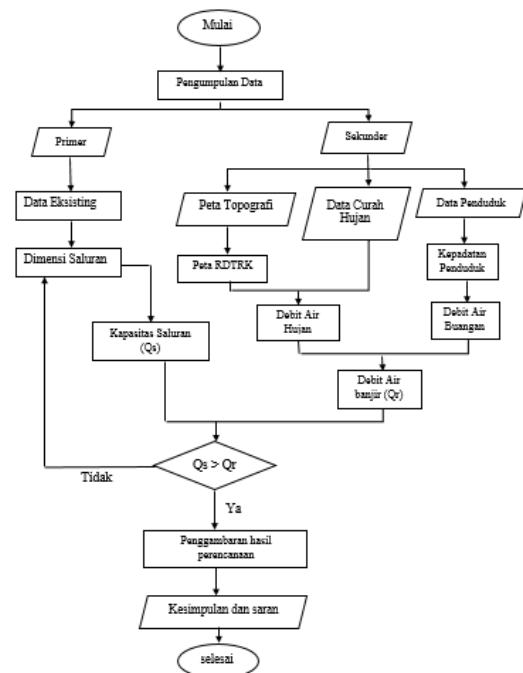 Mulai
Pengumpulan Data
Primer
Sekunder
Data Eksisting
Peta Topografi
Data Curah
Hujan
Data Penduduk
Dimensi Saluran
Peta RDTRK
Kepadatan
Penduduk
Kapasitas Saluran
(Qs)
Debit Air
Hujan
Debit Air
Buangan
Debit Air
banjir (Qr)
Qs > Qr
Tidak
Ya
Penggambaran hasil
perencanaan
Kesimpulan dan saran
selesai